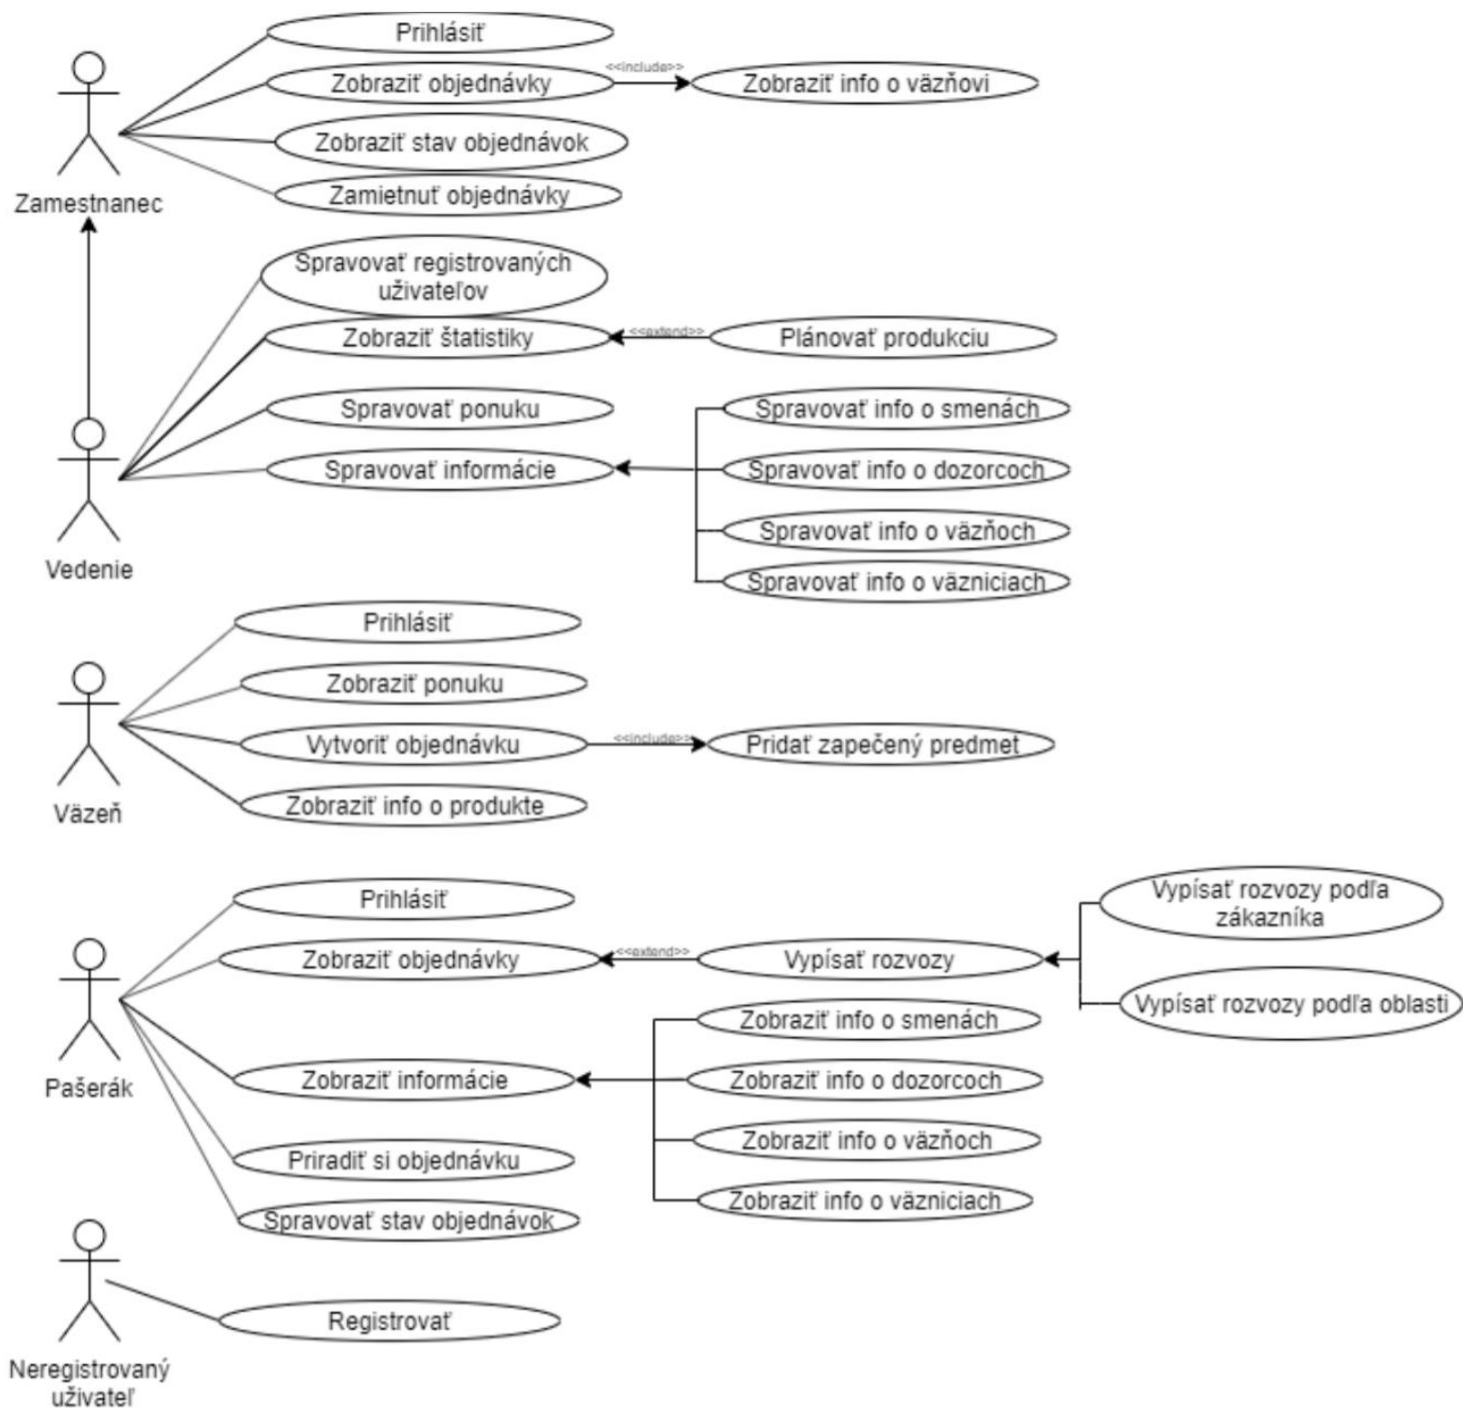 Prihlásiť
Zobraziť objednávky
<<include>>
Zobraziť info o väzňovi
Zobraziť stav objednávok
Zamietnuť objednávky
Zamestnanec
Spravovať registrovaných
uživateľov
Zobraziť štatistiky
<<extend>>
Plánovať produkciu
Spravovať ponuku
Spravovať info o smenách
Spravovať informácie
Spravovať info o dozorcoch
Spravovať info o väzňoch
Spravovať info o väzniciach
Vedenie
Prihlásiť
Zobraziť ponuku
Vytvoriť objednávku
<<include>>
Pridať zapečený predmet
Zobraziť info o produkte
Väzeň
Prihlásiť
Vypísať rozvozy podľa
zákazníka
Zobraziť objednávky
<<extend>>
Vypísať rozvozy
Vypísať rozvozy podľa oblasti
Zobraziť info o smenách
Zobraziť informácie
Zobraziť info o dozorcoch
Pašerák
Zobraziť info o väzňoch
Priradiť si objednávku
Zobraziť info o väzniciach
Spravovať stav objednávok
Registrovať
Neregistrovaný
uživateľ